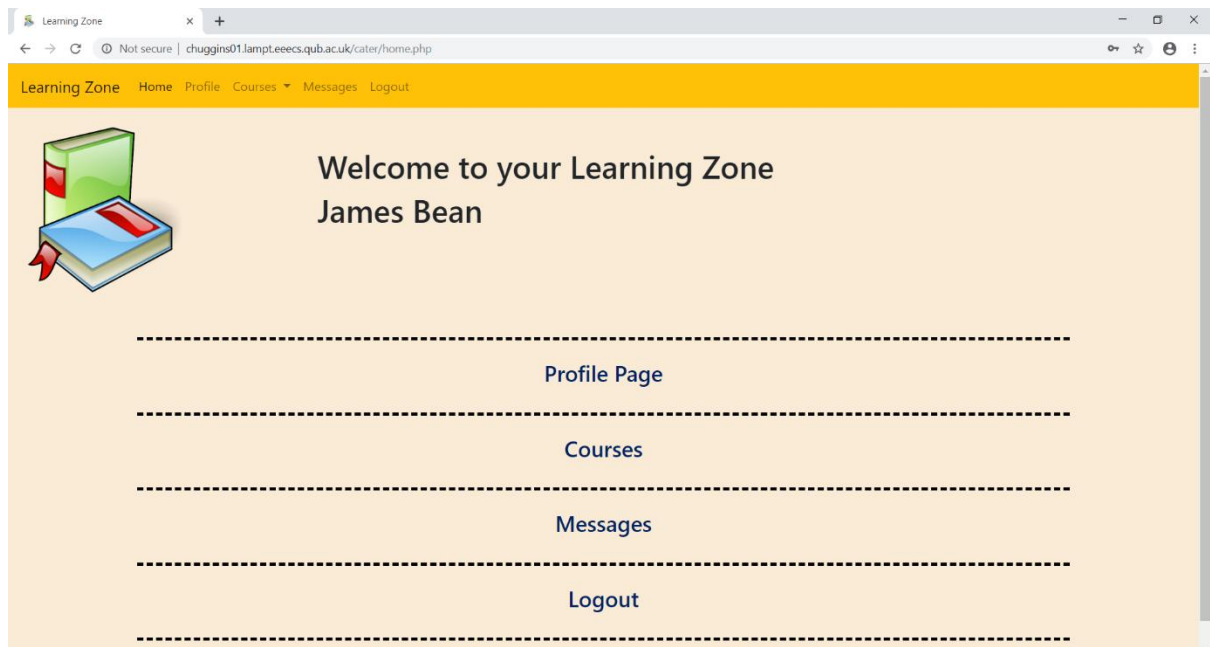 Learning Zone
Not secure | chuggins01.lampt.eeecs.qub.ac.uk/cater/home.php
Learning Zone Home Profile Courses Messages Logout
Welcome to your Learning Zone
James Bean
Profile Page
Courses
Messages
Logout